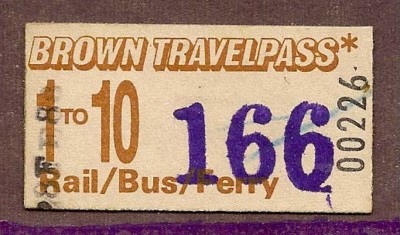 BROWN TRAVELPASS*
1 TO 10
166
Rail/Bus/Ferry
00226